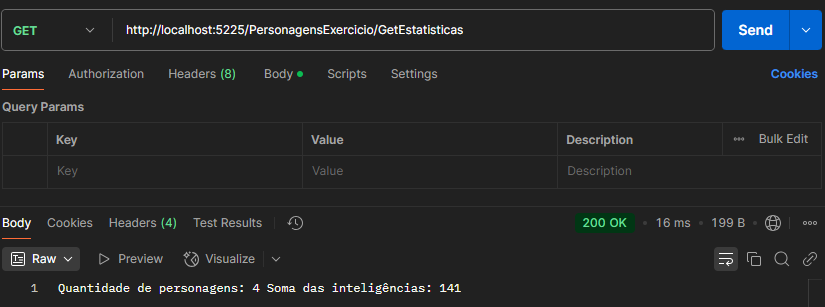 GET http://localhost:5225/PersonagensExercicio/GetEstatisticas Send
Params Authorization Headers (8) Body Scripts Settings Cookies
Query Params
Key Value Description Bulk Edit
Key Value Description
Body Cookies Headers (4) Test Results 200 OK 16 ms 199 B
Raw Preview Visualize
1 Quantidade de personagens: 4 Soma das inteligências: 141